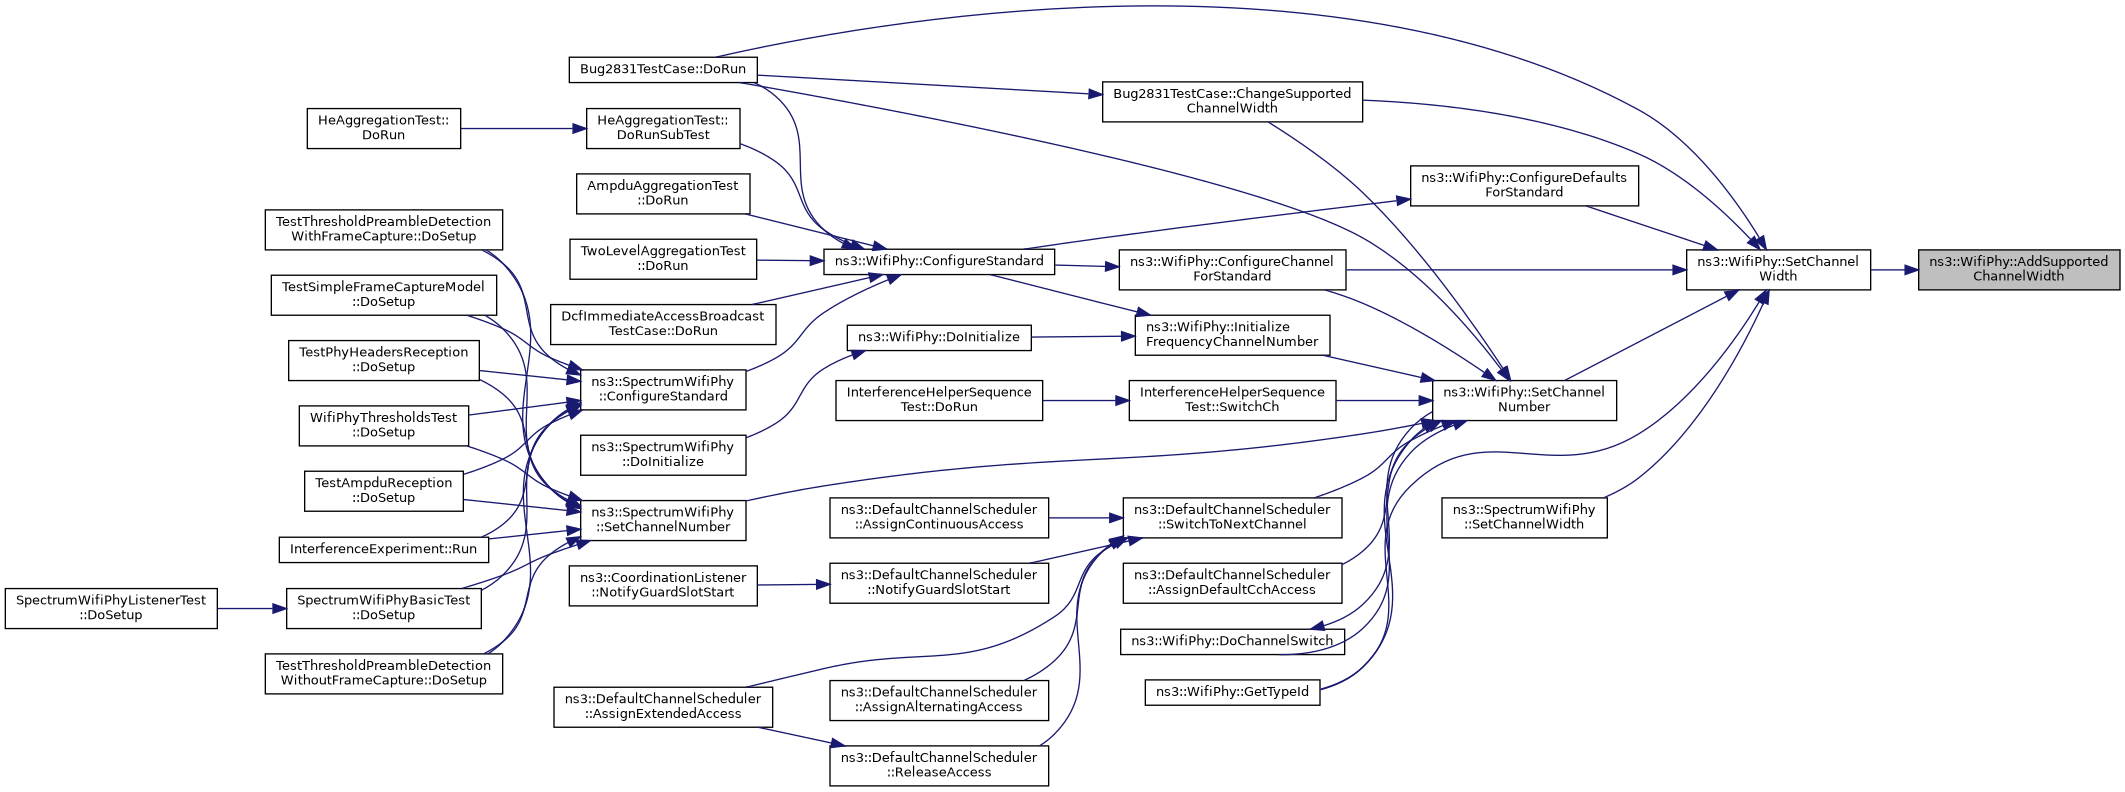 Bug2831TestCase::DoRun
Bug2831TestCase::ChangeSupported
ChannelWidth
HeAggregationTest::
DoRun
HeAggregationTest::
DoRunSubTest
ns3::WifiPhy::ConfigureDefaults
ForStandard
AmpduAggregationTest
::DoRun
TestThresholdPreambleDetection
WithFrameCapture::DoSetup
TwoLevelAggregationTest
::DoRun
ns3::WifiPhy::ConfigureStandard
ns3::WifiPhy::ConfigureChannel
ForStandard
ns3::WifiPhy::SetChannel
Width
ns3::WifiPhy::AddSupported
ChannelWidth
TestSimpleFrameCaptureModel
::DoSetup
DcfImmediateAccessBroadcast
TestCase::DoRun
ns3::WifiPhy::DoInitialize
ns3::WifiPhy::Initialize
FrequencyChannelNumber
TestPhyHeadersReception
::DoSetup
ns3::SpectrumWifiPhy
::ConfigureStandard
InterferenceHelperSequence
Test::DoRun
InterferenceHelperSequence
Test::SwitchCh
ns3::WifiPhy::SetChannel
Number
WifiPhyThresholdsTest
::DoSetup
ns3::SpectrumWifiPhy
::DoInitialize
TestAmpduReception
::DoSetup
ns3::SpectrumWifiPhy
::SetChannelNumber
ns3::DefaultChannelScheduler
::AssignContinuousAccess
ns3::DefaultChannelScheduler
::SwitchToNextChannel
ns3::SpectrumWifiPhy
::SetChannelWidth
InterferenceExperiment::Run
ns3::CoordinationListener
::NotifyGuardSlotStart
ns3::DefaultChannelScheduler
::NotifyGuardSlotStart
ns3::DefaultChannelScheduler
::AssignDefaultCchAccess
SpectrumWifiPhyListenerTest
::DoSetup
SpectrumWifiPhyBasicTest
::DoSetup
ns3::WifiPhy::DoChannelSwitch
TestThresholdPreambleDetection
WithoutFrameCapture::DoSetup
ns3::DefaultChannelScheduler
::AssignExtendedAccess
ns3::DefaultChannelScheduler
::AssignAlternatingAccess
ns3::WifiPhy::GetTypeId
ns3::DefaultChannelScheduler
::ReleaseAccess